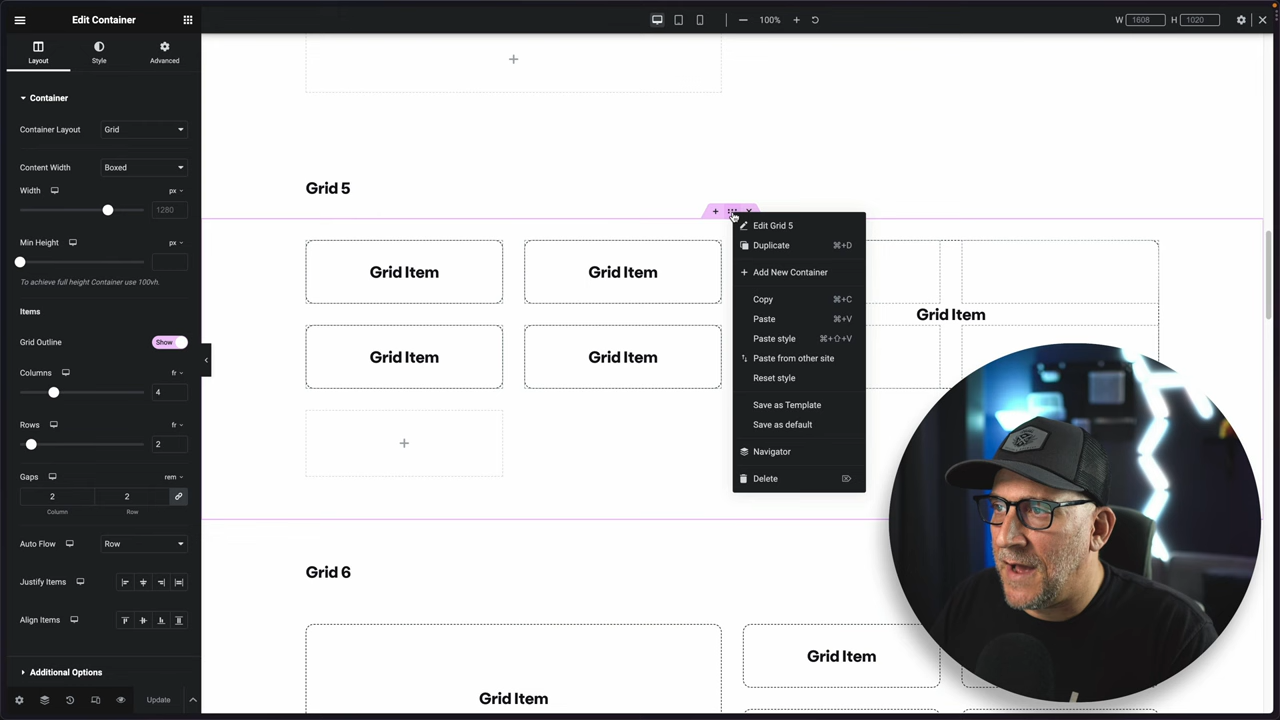 Edit Container
100%
W 1608 H 1020
Layout
Style
Advanced
Container
Container Layout
Grid
Content Width
Boxed
Width
px
1280
Min Height
px
To achieve full height Container use 100vh.
Items
Grid Outline
Show
Columns
fr
4
Rows
fr
2
Gaps
rem
2
2
Column
Row
Auto Flow
Row
Justify Items
Align Items
Additional Options
Update
Grid 5
Grid Item
Grid Item
Grid Item
Grid Item
Grid Item
Edit Grid 5
Duplicate ⌘+D
Add New Container
Copy ⌘+C
Paste ⌘+V
Paste style ⌘+⇧+V
Paste from other site
Reset style
Save as Template
Save as default
Navigator
Delete ⌦
Grid 6
Grid Item
Grid Item